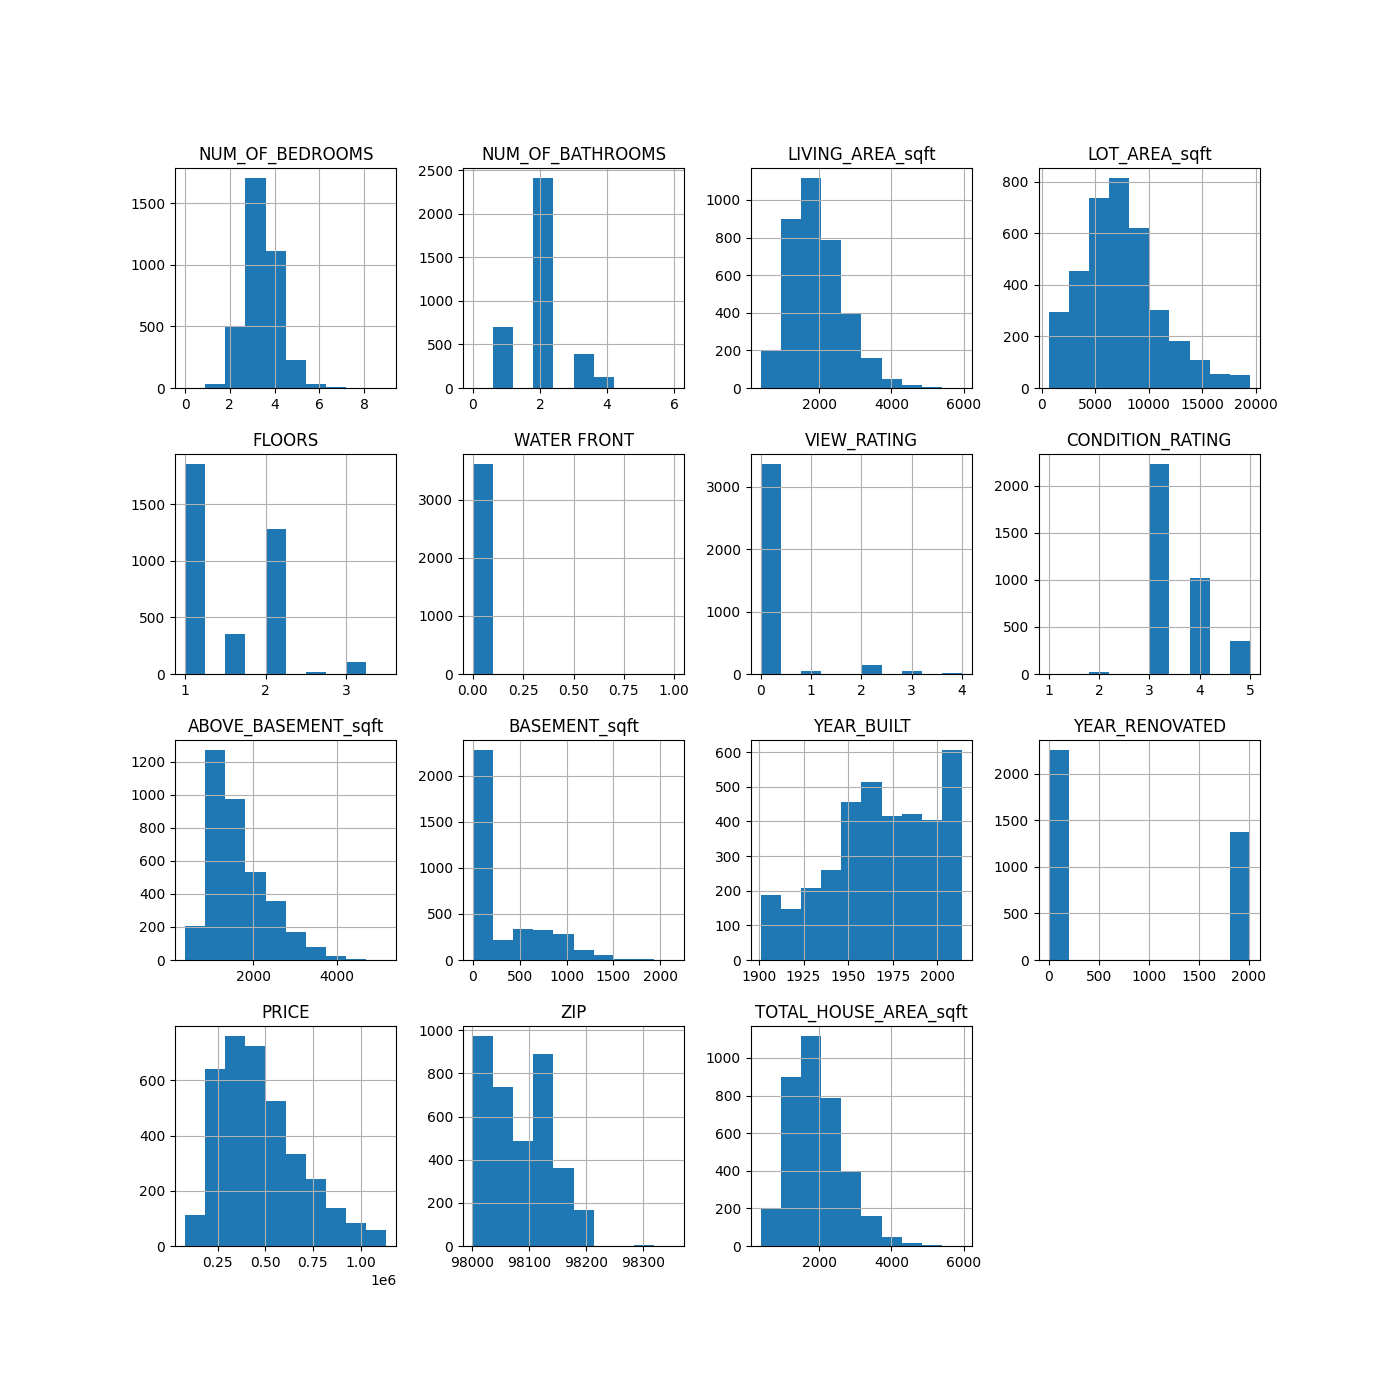 NUM_OF_BEDROOMS
1500
1000
500
0
0 2 4 6 8
NUM_OF_BATHROOMS
2500
2000
1500
1000
500
0
0 2 4 6
LIVING_AREA_sqft
1000
800
600
400
200
0
2000 4000 6000
LOT_AREA_sqft
800
600
400
200
0
0 5000 10000 15000 20000
FLOORS
1500
1000
500
0
1 2 3
WATER FRONT
3000
2000
1000
0
0.00 0.25 0.50 0.75 1.00
VIEW_RATING
3000
2000
1000
0
0 1 2 3 4
CONDITION_RATING
2000
1500
1000
500
0
1 2 3 4 5
ABOVE_BASEMENT_sqft
1200
1000
800
600
400
200
0
2000 4000
BASEMENT_sqft
2000
1500
1000
500
0
0 500 1000 1500 2000
YEAR_BUILT
600
500
400
300
200
100
0
1900 1925 1950 1975 2000
YEAR_RENOVATED
2000
1500
1000
500
0
0 500 1000 1500 2000
PRICE
600
400
200
0
0.25 0.50 0.75 1.00
1e6
ZIP
1000
800
600
400
200
0
98000 98100 98200 98300
TOTAL_HOUSE_AREA_sqft
1000
800
600
400
200
0
2000 4000 6000